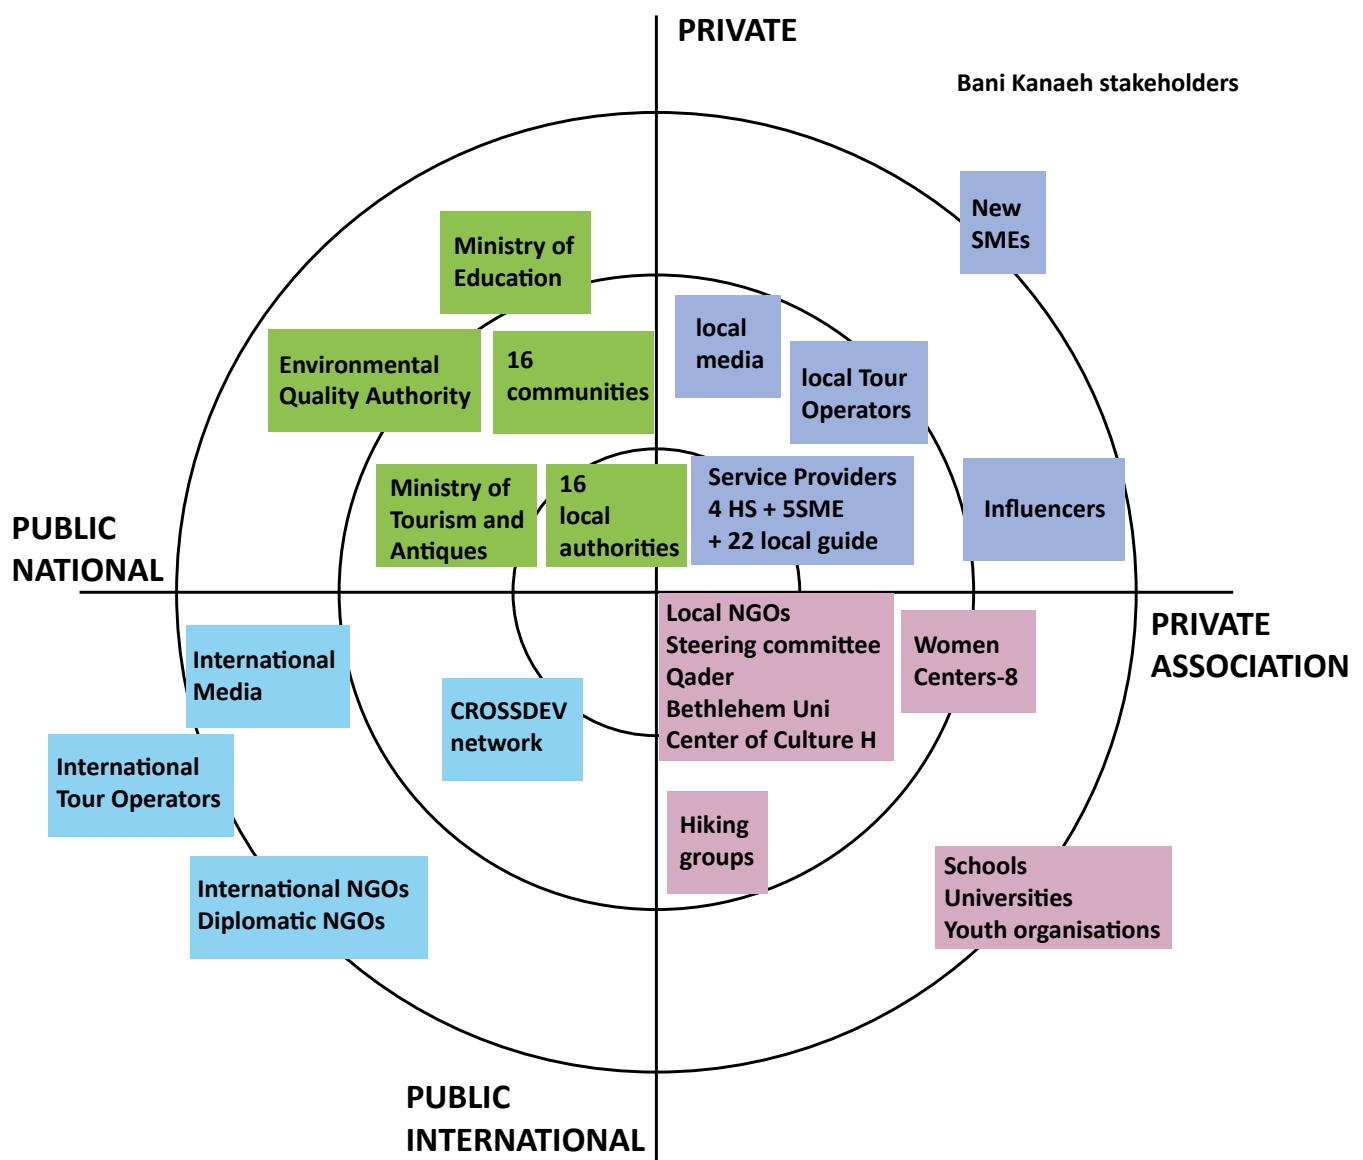 PRIVATE
Bani Kanaeh stakeholders
New
SMEs
Ministry of
Education
local
media
Environmental
Quality Authority
16
communities
local Tour
Operators
Ministry of
Tourism and
Antiques
16
local
authorities
Service Providers
4 HS + 5SME
+ 22 local guide
Influencers
PUBLIC
NATIONAL
PRIVATE
ASSOCIATION
International
Media
CROSSDEV
network
Local NGOs
Steering committee
Qader
Bethlehem Uni
Center of Culture H
Women
Centers-8
International
Tour Operators
Hiking
groups
International NGOs
Diplomatic NGOs
Schools
Universities
Youth organisations
PUBLIC
INTERNATIONAL